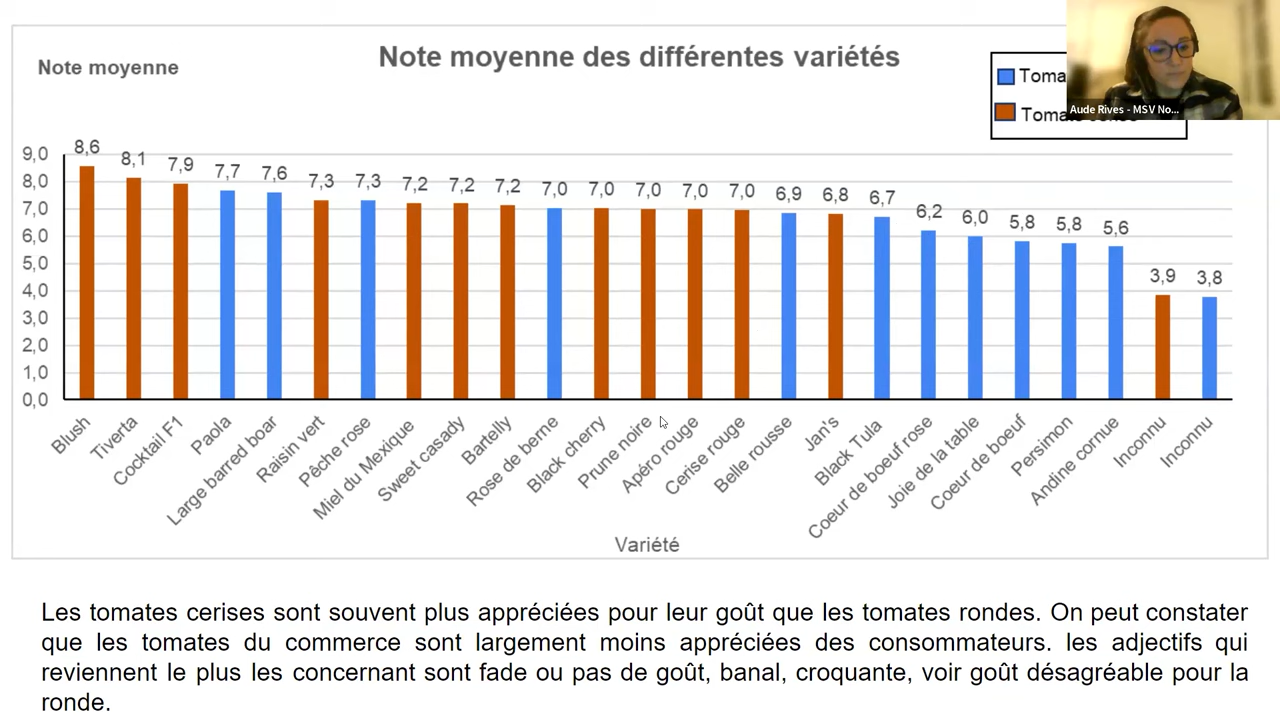 Note moyenne des différentes variétés
Note moyenne
Aude Rives - MSV No...
9,0
8,0
7,0
6,0
5,0
4,0
3,0
2,0
1,0
0,0
8,6
8,1
7,9
7,7
7,6
7,3
7,3
7,2
7,2
7,2
7,0
7,0
7,0
7,0
7,0
6,9
6,8
6,7
6,2
6,0
5,8
5,8
5,6
3,9
3,8
Blush
Tiverta
Cocktail F1
Paola
Large barred boar
Raisin vert
Pêche rose
Miel du Mexique
Sweet casady
Bartelly
Rose de berne
Black cherry
Prune noire
Apéro rouge
Cerise rouge
Belle rousse
Jan's
Black Tula
Coeur de boeuf rose
Joie de la table
Coeur de boeuf
Persimon
Andine cornue
Inconnu
Inconnu
Variété
Les tomates cerises sont souvent plus appréciées pour leur goût que les tomates rondes. On peut constater
que les tomates du commerce sont largement moins appréciées des consommateurs. les adjectifs qui
reviennent le plus les concernant sont fade ou pas de goût, banal, croquante, voir goût désagréable pour la
ronde.